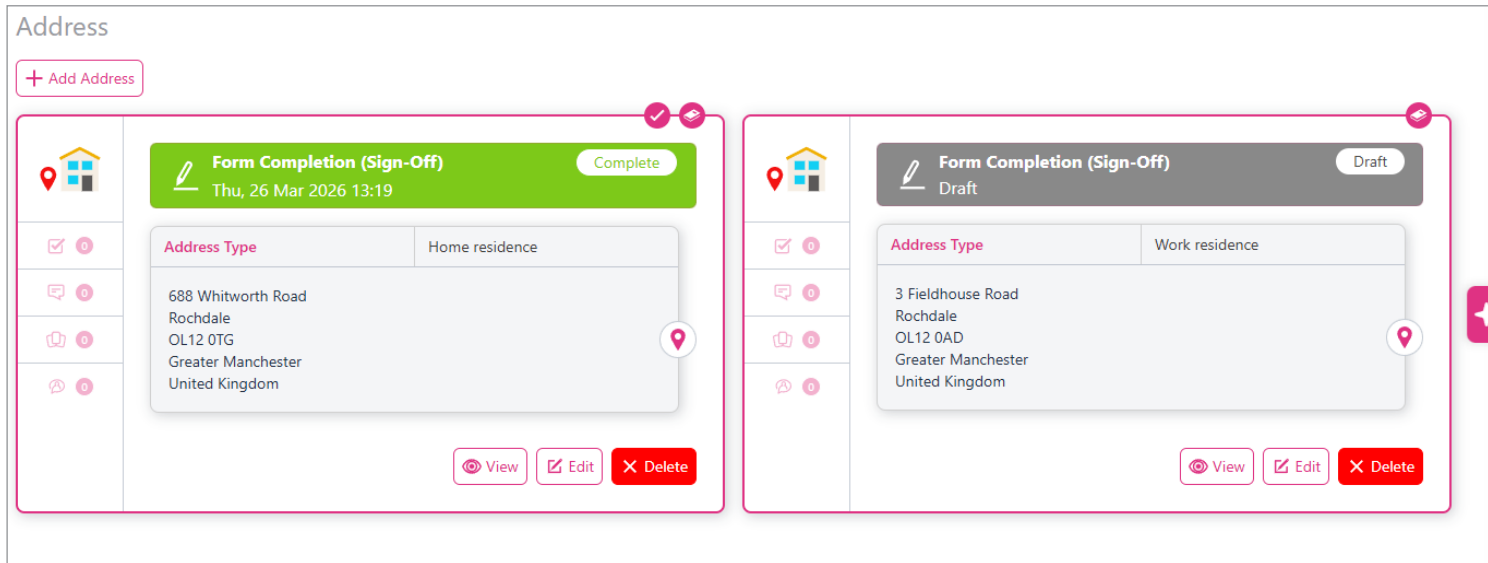 Address
+ Add Address
Form Completion (Sign-Off)
Complete
Thu, 26 Mar 2026 13:19
0
Address Type
Home residence
0
688 Whitworth Road
Rochdale
OL12 0TG
Greater Manchester
United Kingdom
0
0
View
Edit
Delete
Form Completion (Sign-Off)
Draft
Draft
0
Address Type
Work residence
0
3 Fieldhouse Road
Rochdale
OL12 0AD
Greater Manchester
United Kingdom
0
0
View
Edit
Delete